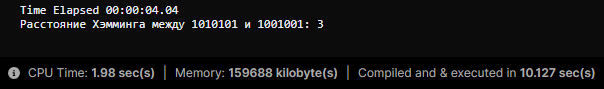 Time Elapsed 00:00:04.04
Расстояние Хэмминга между 1010101 и 1001001: 3
CPU Time: 1.98 sec(s) | Memory: 159688 kilobyte(s) | Compiled and & executed in 10.127 sec(s)